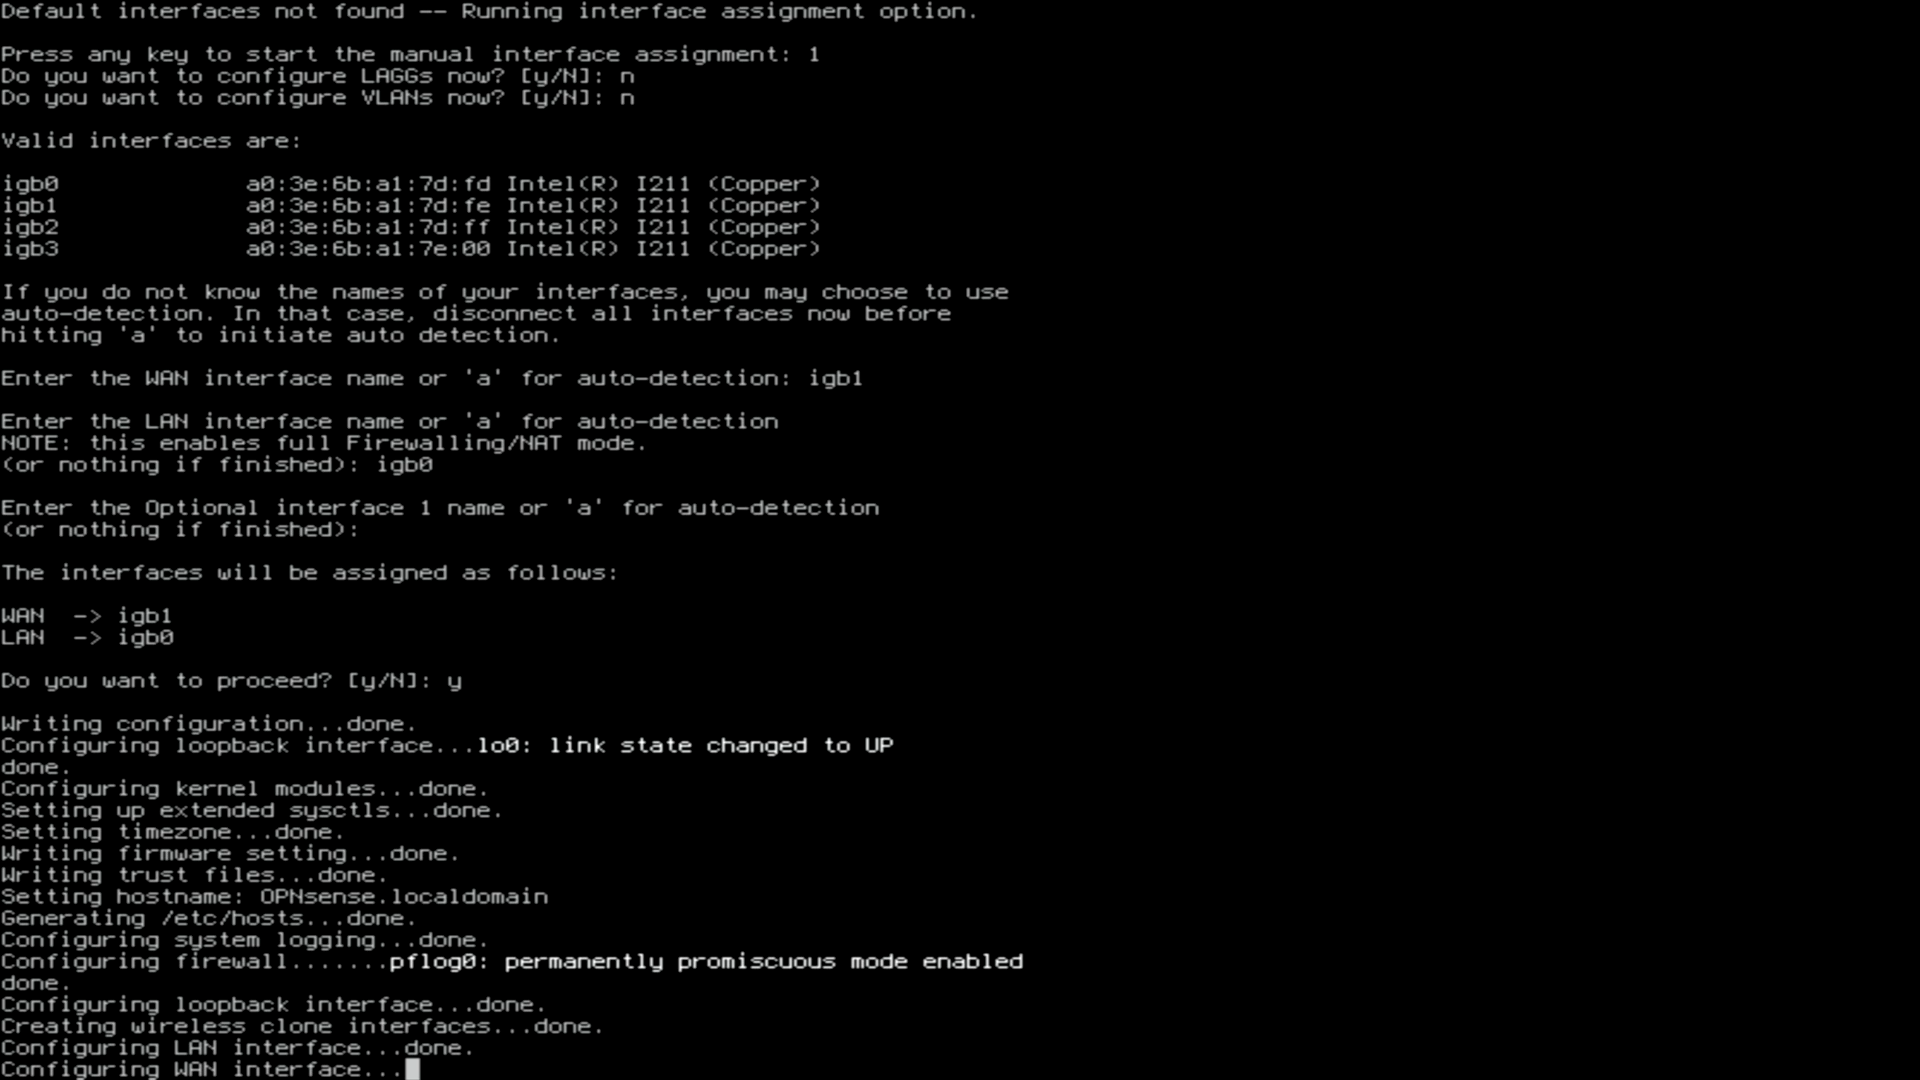 Default interfaces not found -- Running interface assignment option.
Press any key to start the manual interface assignment: 1
Do you want to configure LAGGs now? [y/N]: n
Do you want to configure VLANs now? [y/N]: n
Valid interfaces are:
igb0 a0:3e:6b:a1:7d:fd Intel(R) I211 (Copper)
igb1 a0:3e:6b:a1:7d:fe Intel(R) I211 (Copper)
igb2 a0:3e:6b:a1:7d:ff Intel(R) I211 (Copper)
igb3 a0:3e:6b:a1:7e:00 Intel(R) I211 (Copper)
If you do not know the names of your interfaces, you may choose to use
auto-detection. In that case, disconnect all interfaces now before
hitting 'a' to initiate auto detection.
Enter the WAN interface name or 'a' for auto-detection: igb1
Enter the LAN interface name or 'a' for auto-detection
NOTE: this enables full Firewalling/NAT mode.
(or nothing if finished): igb0
Enter the Optional interface 1 name or 'a' for auto-detection
(or nothing if finished):
The interfaces will be assigned as follows:
WAN -> igb1
LAN -> igb0
Do you want to proceed? [y/N]: y
Writing configuration...done.
Configuring loopback interface...lo0: link state changed to UP
done.
Configuring kernel modules...done.
Setting up extended sysctls...done.
Setting timezone...done.
Writing firmware setting...done.
Writing trust files...done.
Setting hostname: OPNsense.localdomain
Generating /etc/hosts...done.
Configuring system logging...done.
Configuring firewall.......pflog0: permanently promiscuous mode enabled
done.
Configuring loopback interface...done.
Creating wireless clone interfaces...done.
Configuring LAN interface...done.
Configuring WAN interface...